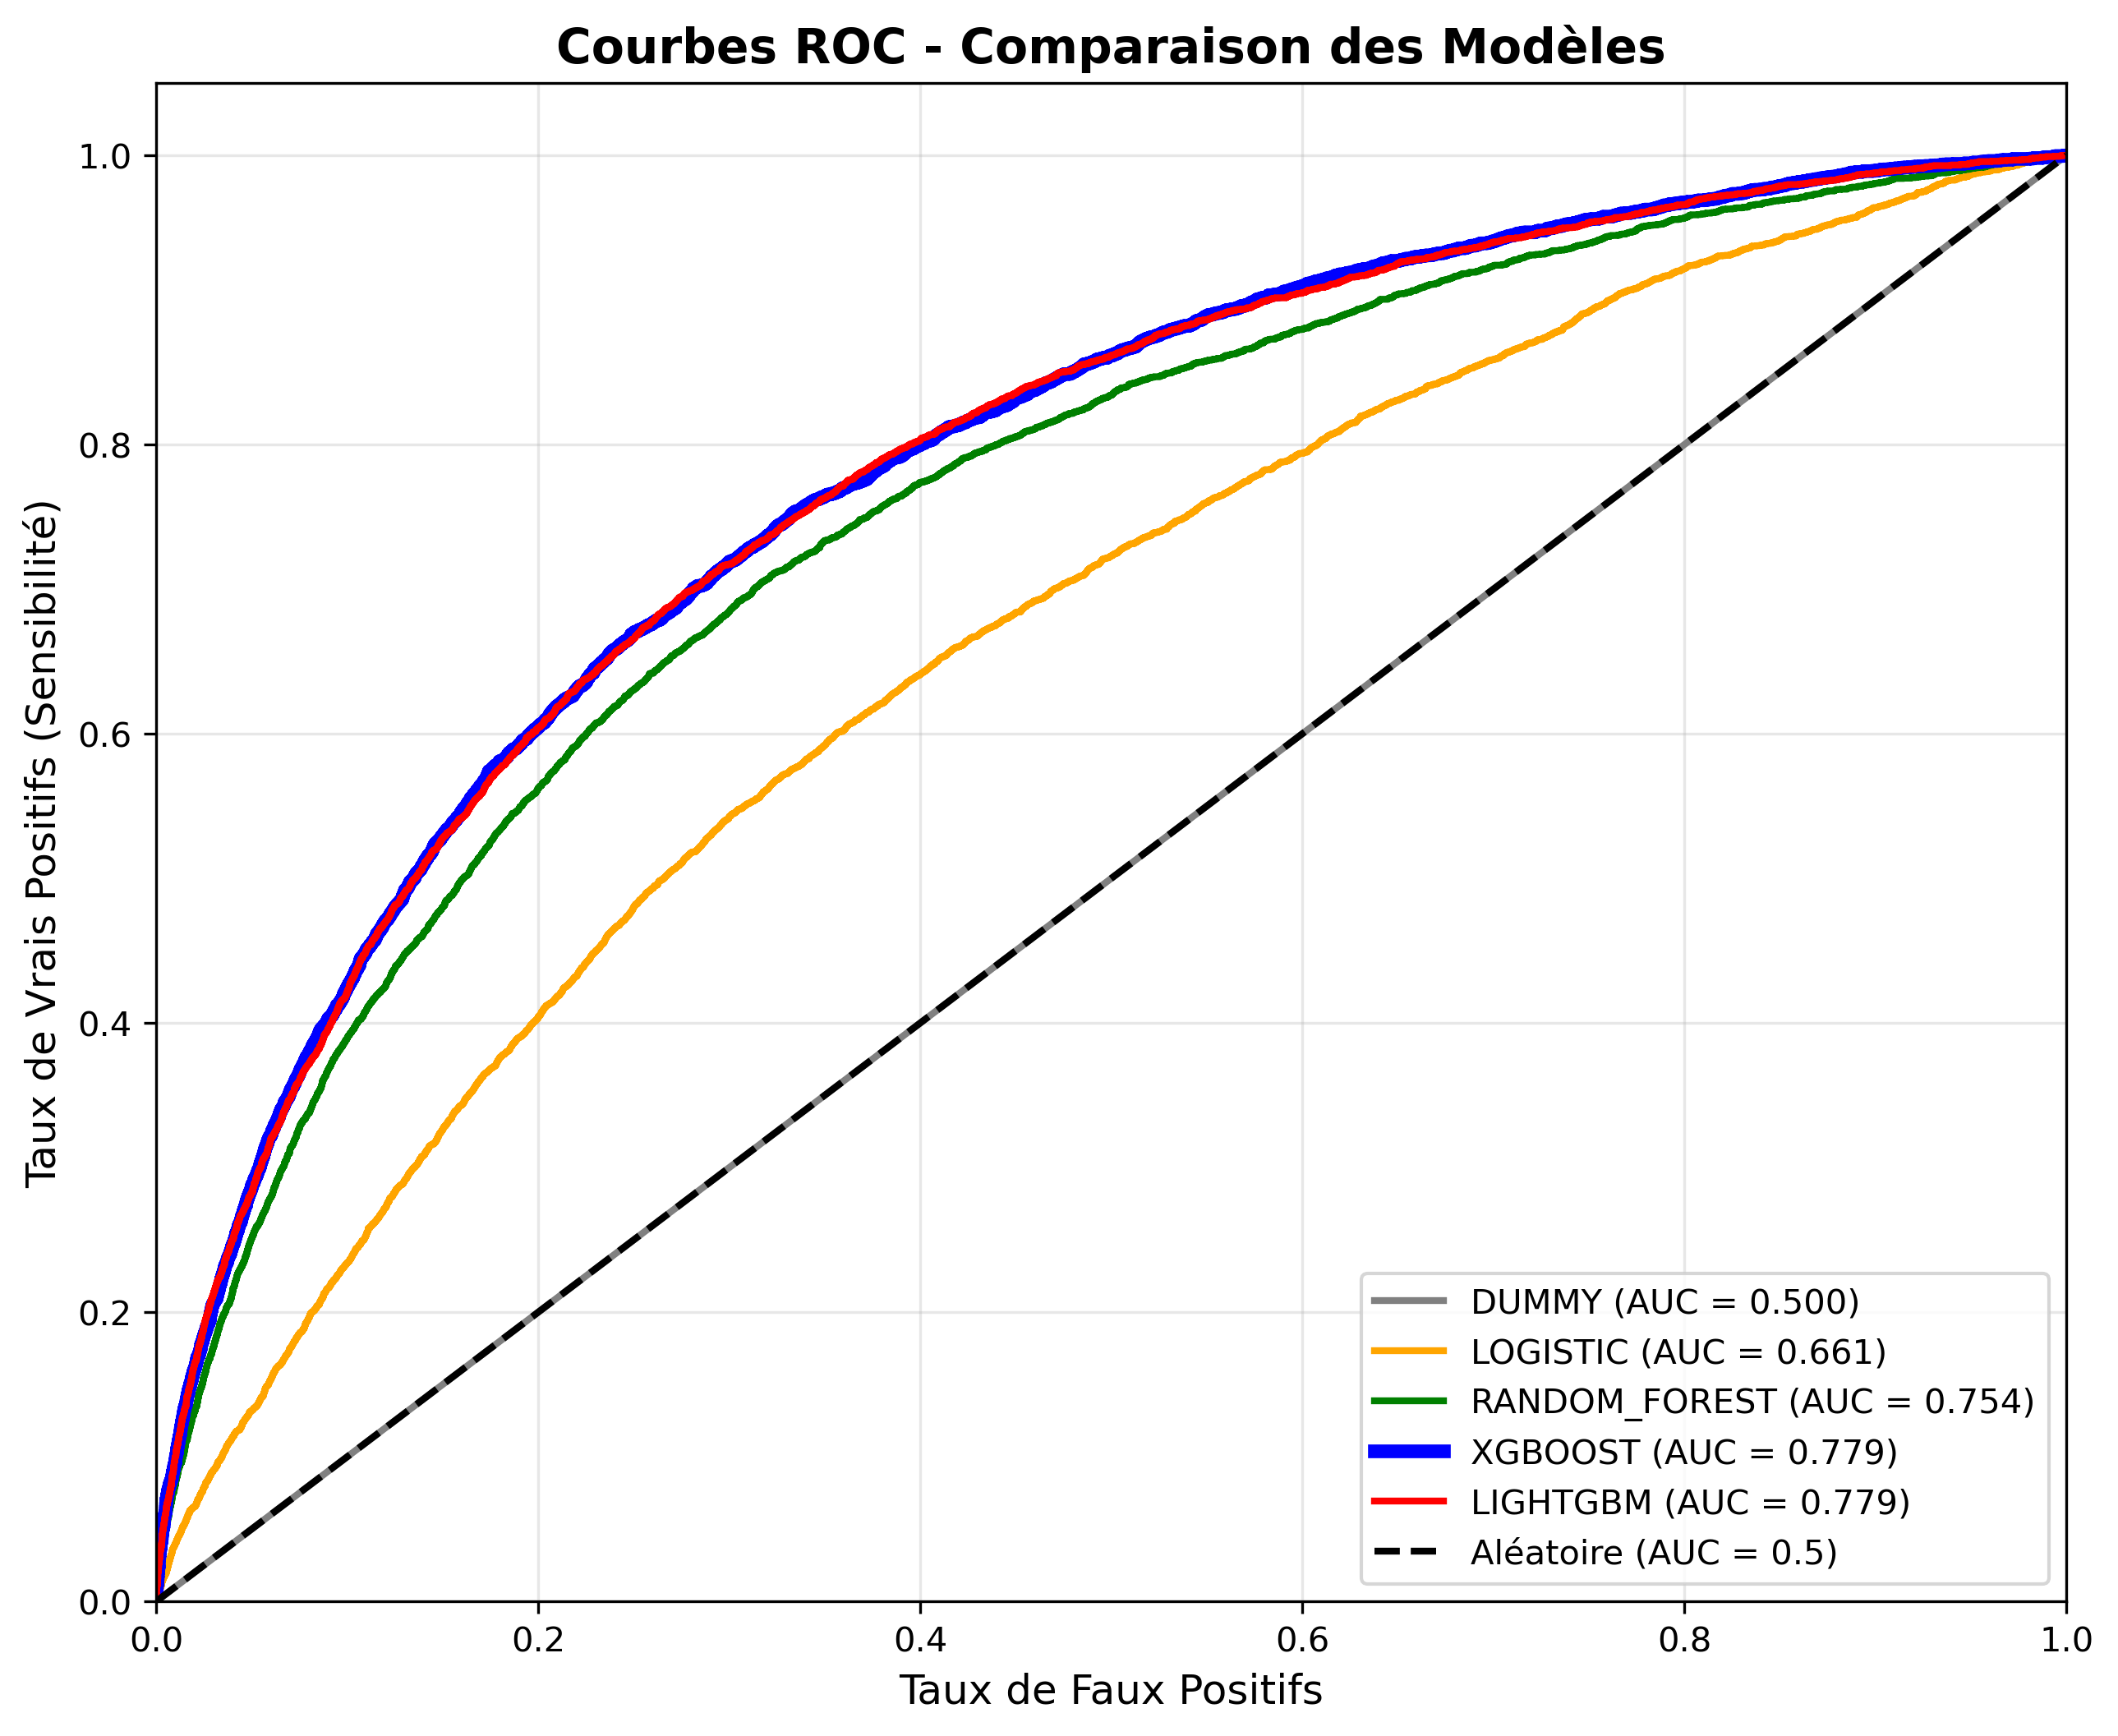 Courbes ROC - Comparaison des Modèles
Taux de Vrais Positifs (Sensibilité)
1.0
0.8
0.6
0.4
0.2
0.0
0.0 0.2 0.4 0.6 0.8 1.0
Taux de Faux Positifs
DUMMY (AUC = 0.500)
LOGISTIC (AUC = 0.661)
RANDOM_FOREST (AUC = 0.754)
XGBOOST (AUC = 0.779)
LIGHTGBM (AUC = 0.779)
Aléatoire (AUC = 0.5)